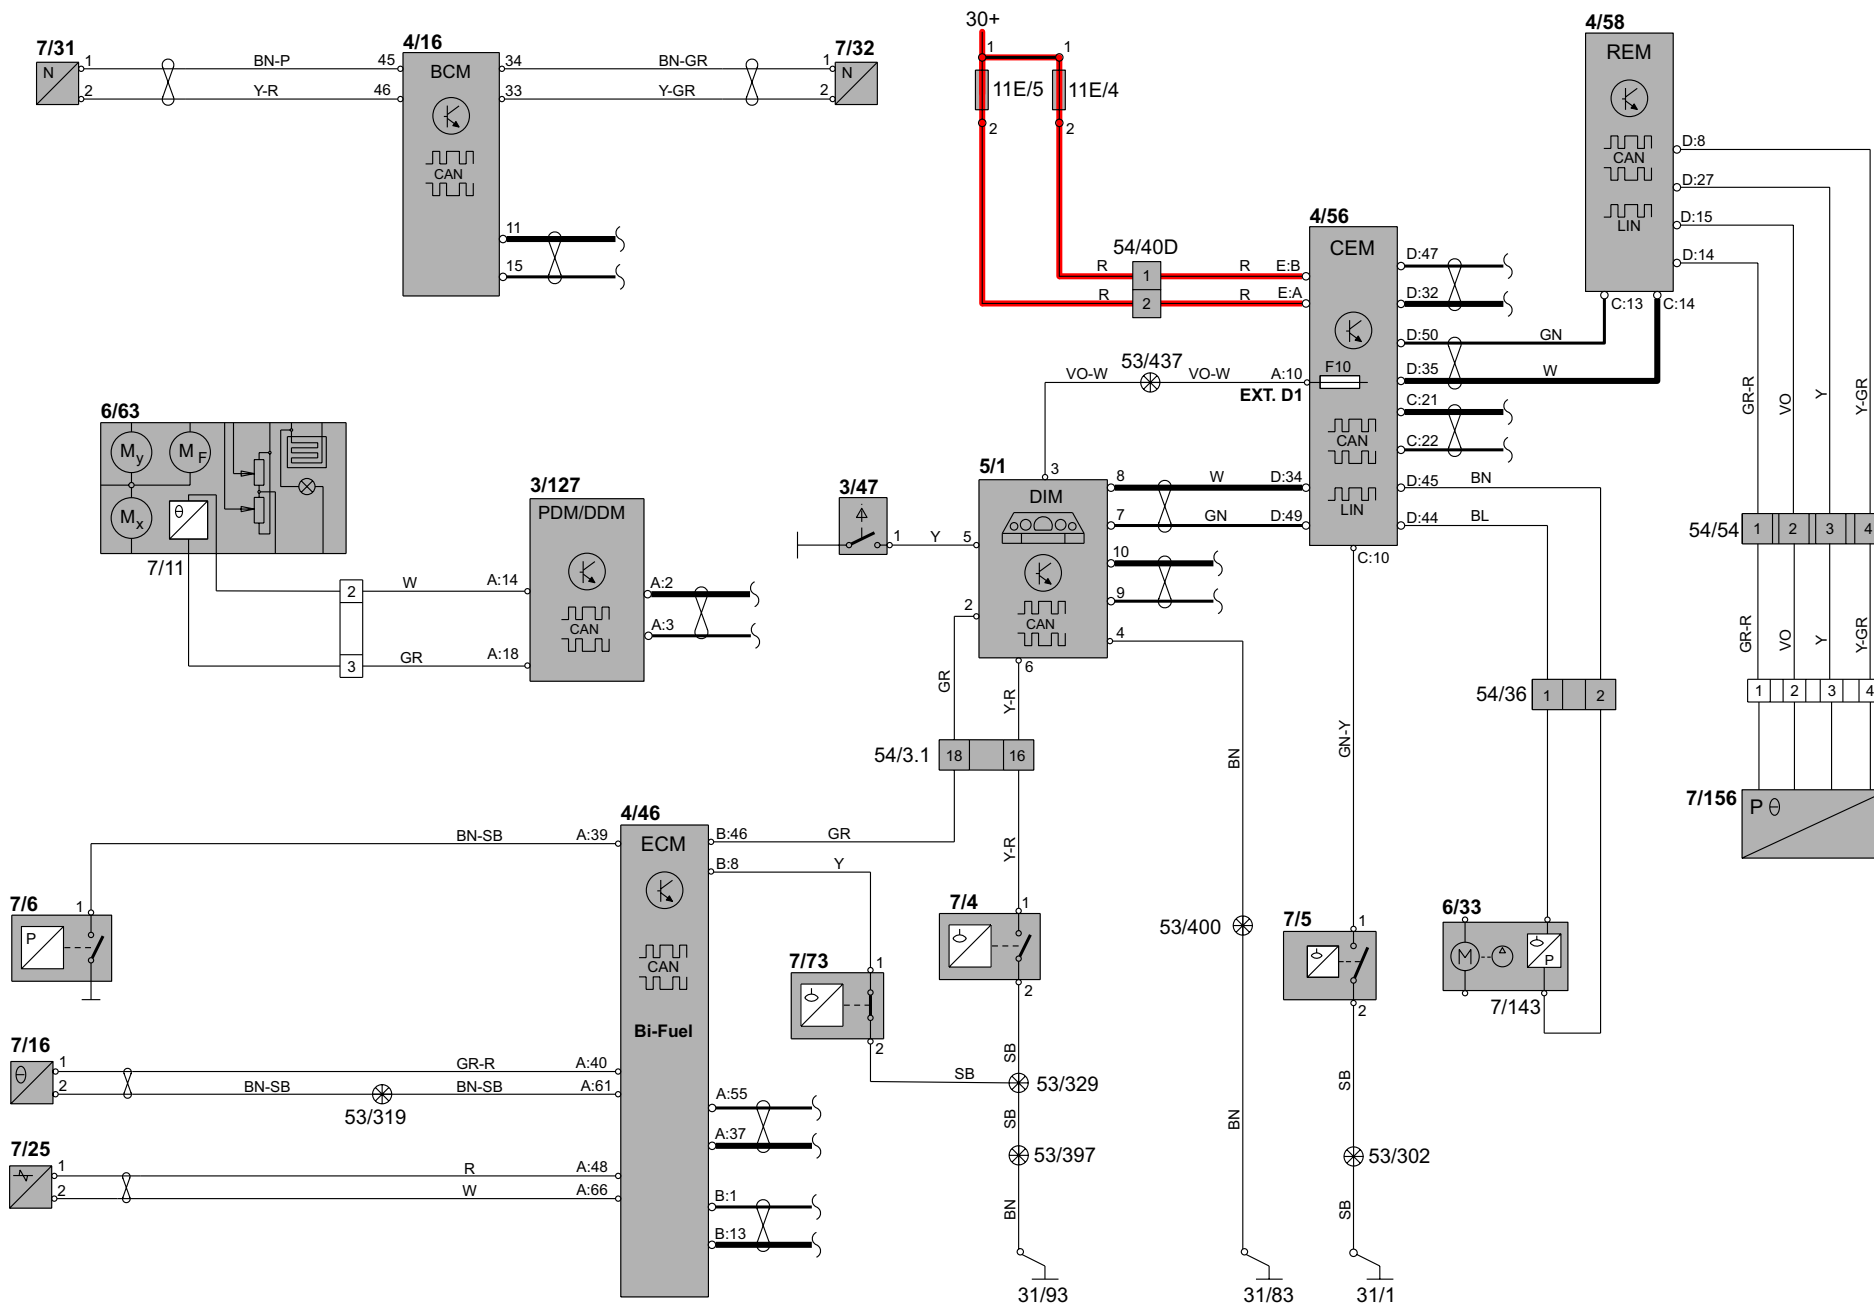 30+
4/58
7/31
4/16
7/32
REM
1 BN-P 45 BCM 34 BN-GR 1
N
N
2 Y-R 46 33 Y-GR 2
CAN
1 1
11E/5 11E/4
2 2
CAN
LIN
D:8
D:27
D:15
D:14
C:13 C:14
11
15
54/40D
R 1 R E:B
R 2 R E:A
4/56
CEM
D:47
D:32
D:50 GN
D:35 W
C:21
C:22
D:45 BN
D:44 BL
53/437
VO-W VO-W A:10 F10
EXT. D1
CAN
LIN
C:10
GR-R VO Y Y-GR
54/54 1 2 3 4
GR-R VO Y Y-GR
1 2 3 4
7/156
P θ
6/63
My MF
Mx
θ
7/11
3/127
PDM/DDM
2 W A:14
A:2
CAN
A:3
3 GR A:18
3/47
1 Y 5
5/1
3
DIM
8 W D:34
7 GN D:49
10
9
2
CAN
4
6
GR Y-R
54/3.1 18 16
BN
GN-Y
54/36 1 2
4/46
ECM
BN-SB A:39
B:46 GR
B:8 Y
Y-R
7/6
1
P
7/4
1
2
53/400
7/5
1
2
6/33
M
P
7/143
7/73
1
2
CAN
Bi-Fuel
7/16
θ
1 GR-R A:40
2 BN-SB BN-SB A:61
53/319
SB
SB 53/329
SB
53/397
BN
BN
SB
53/302
SB
A:55
A:37
7/25
1 R A:48
2 W A:66
B:1
B:13
31/93
31/83
31/1